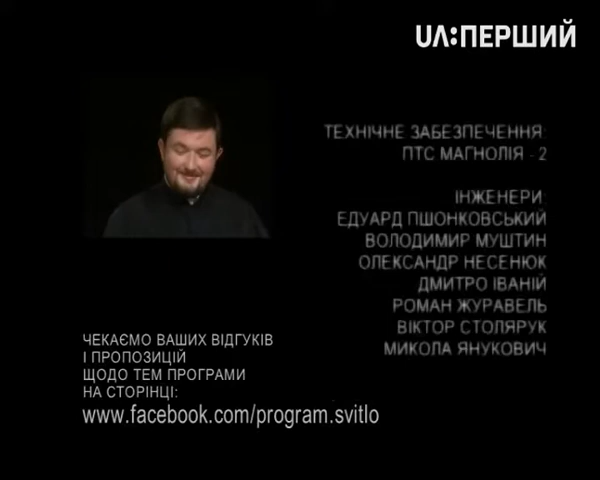 UA:ПЕРШИЙ
ТЕХНІЧНЕ ЗАБЕЗПЕЧЕННЯ:
ПТС МАГНОЛІЯ - 2
ІНЖЕНЕРИ:
ЕДУАРД ПШОНКОВСЬКИЙ
ВОЛОДИМИР МУШТИН
ОЛЕКСАНДР НЕСЕНЮК
ДМИТРО ІВАНІЙ
РОМАН ЖУРАВЕЛЬ
ВІКТОР СТОЛЯРУК
МИКОЛА ЯНУКОВИЧ
ЧЕКАЄМО ВАШИХ ВІДГУКІВ
І ПРОПОЗИЦІЙ
ЩОДО ТЕМ ПРОГРАМИ
НА СТОРІНЦІ:
www.facebook.com/program.svitlo